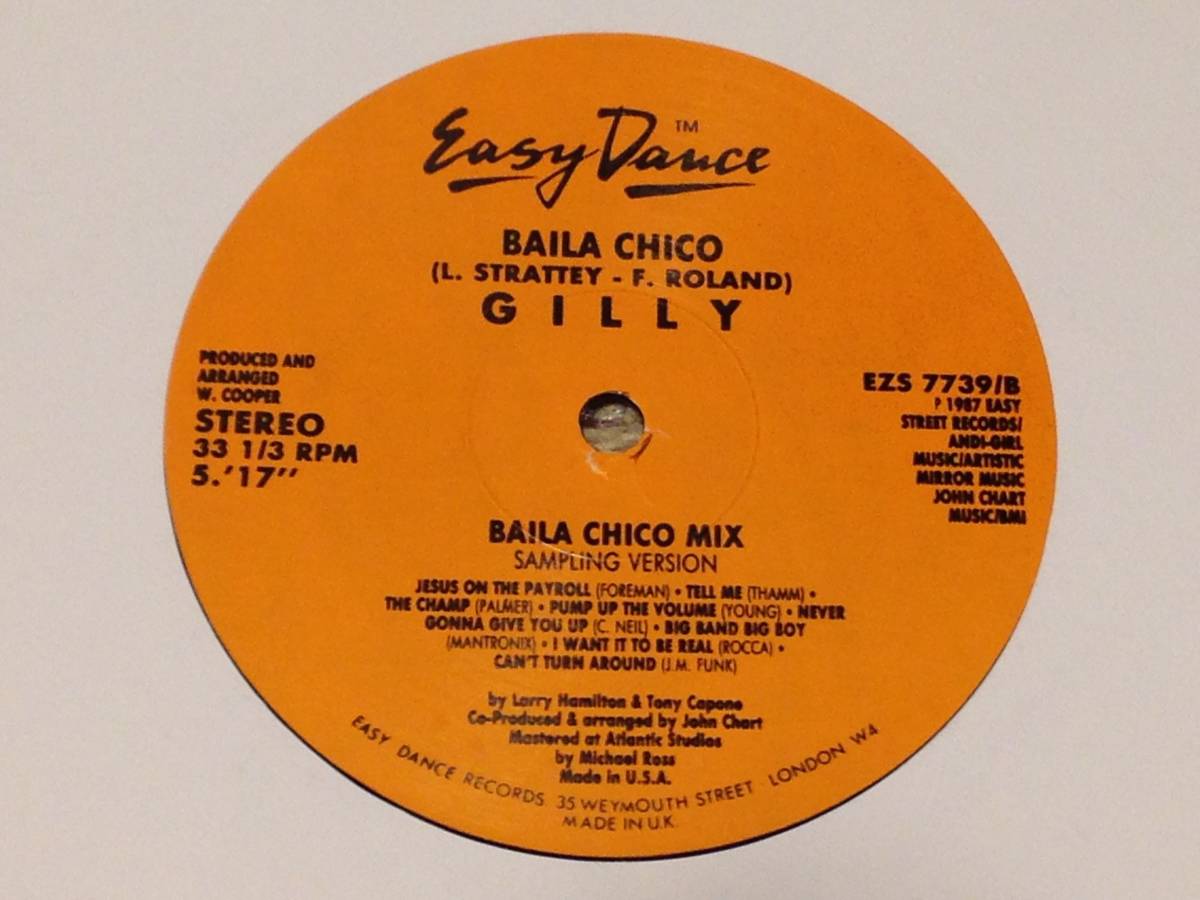 Easy Dance™
BAILA CHICO
(L. STRATTEY - F. ROLAND)
GILLY
PRODUCED AND
ARRANGED
W. COOPER
STEREO
33 1/3 RPM
5.'17''
EZS 7739/B
℗ 1987 EASY
STREET RECORDS/
ANDI-GIRL
MUSIC/ARTISTIC
MIRROR MUSIC
JOHN CHART
MUSIC/BMI
BAILA CHICO MIX
SAMPLING VERSION
JESUS ON THE PAYROLL (FOREMAN) • TELL ME (THAMM) •
THE CHAMP (PALMER) • PUMP UP THE VOLUME (YOUNG) • NEVER
GONNA GIVE YOU UP (C. NEIL) • BIG BAND BIG BOY
(MANTRONIX) • I WANT IT TO BE REAL (ROCCA) •
CAN'T TURN AROUND (J.M. FUNK)
by Larry Hamilton & Tony Capone
Co-Produced & arranged by John Chart
Mastered at Atlantic Studios
by Michael Ross
Made in U.S.A.
EASY DANCE RECORDS 35 WEYMOUTH STREET LONDON W4
MADE IN U.K.